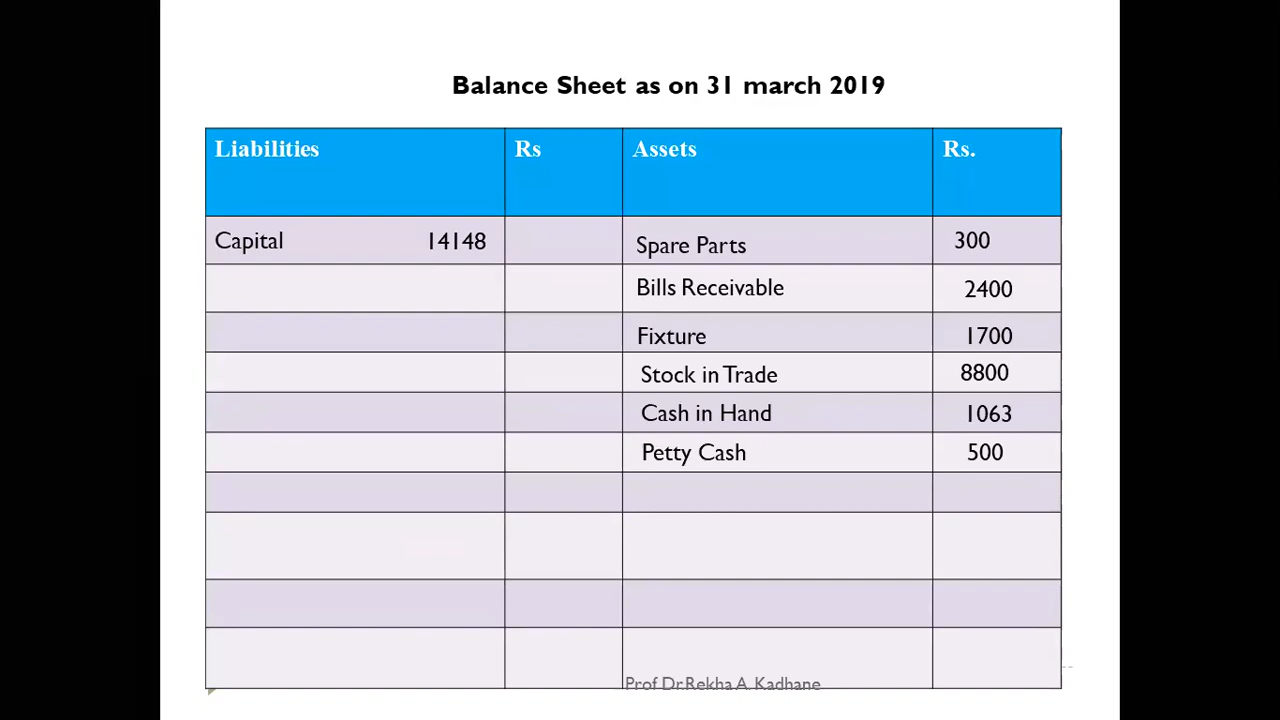 Balance Sheet as on 31 march 2019
Liabilities Rs Assets Rs.
Capital 14148 Spare Parts 300
Bills Receivable 2400
Fixture 1700
Stock in Trade 8800
Cash in Hand 1063
Petty Cash 500
Prof Dr.Rekha A. Kadhane